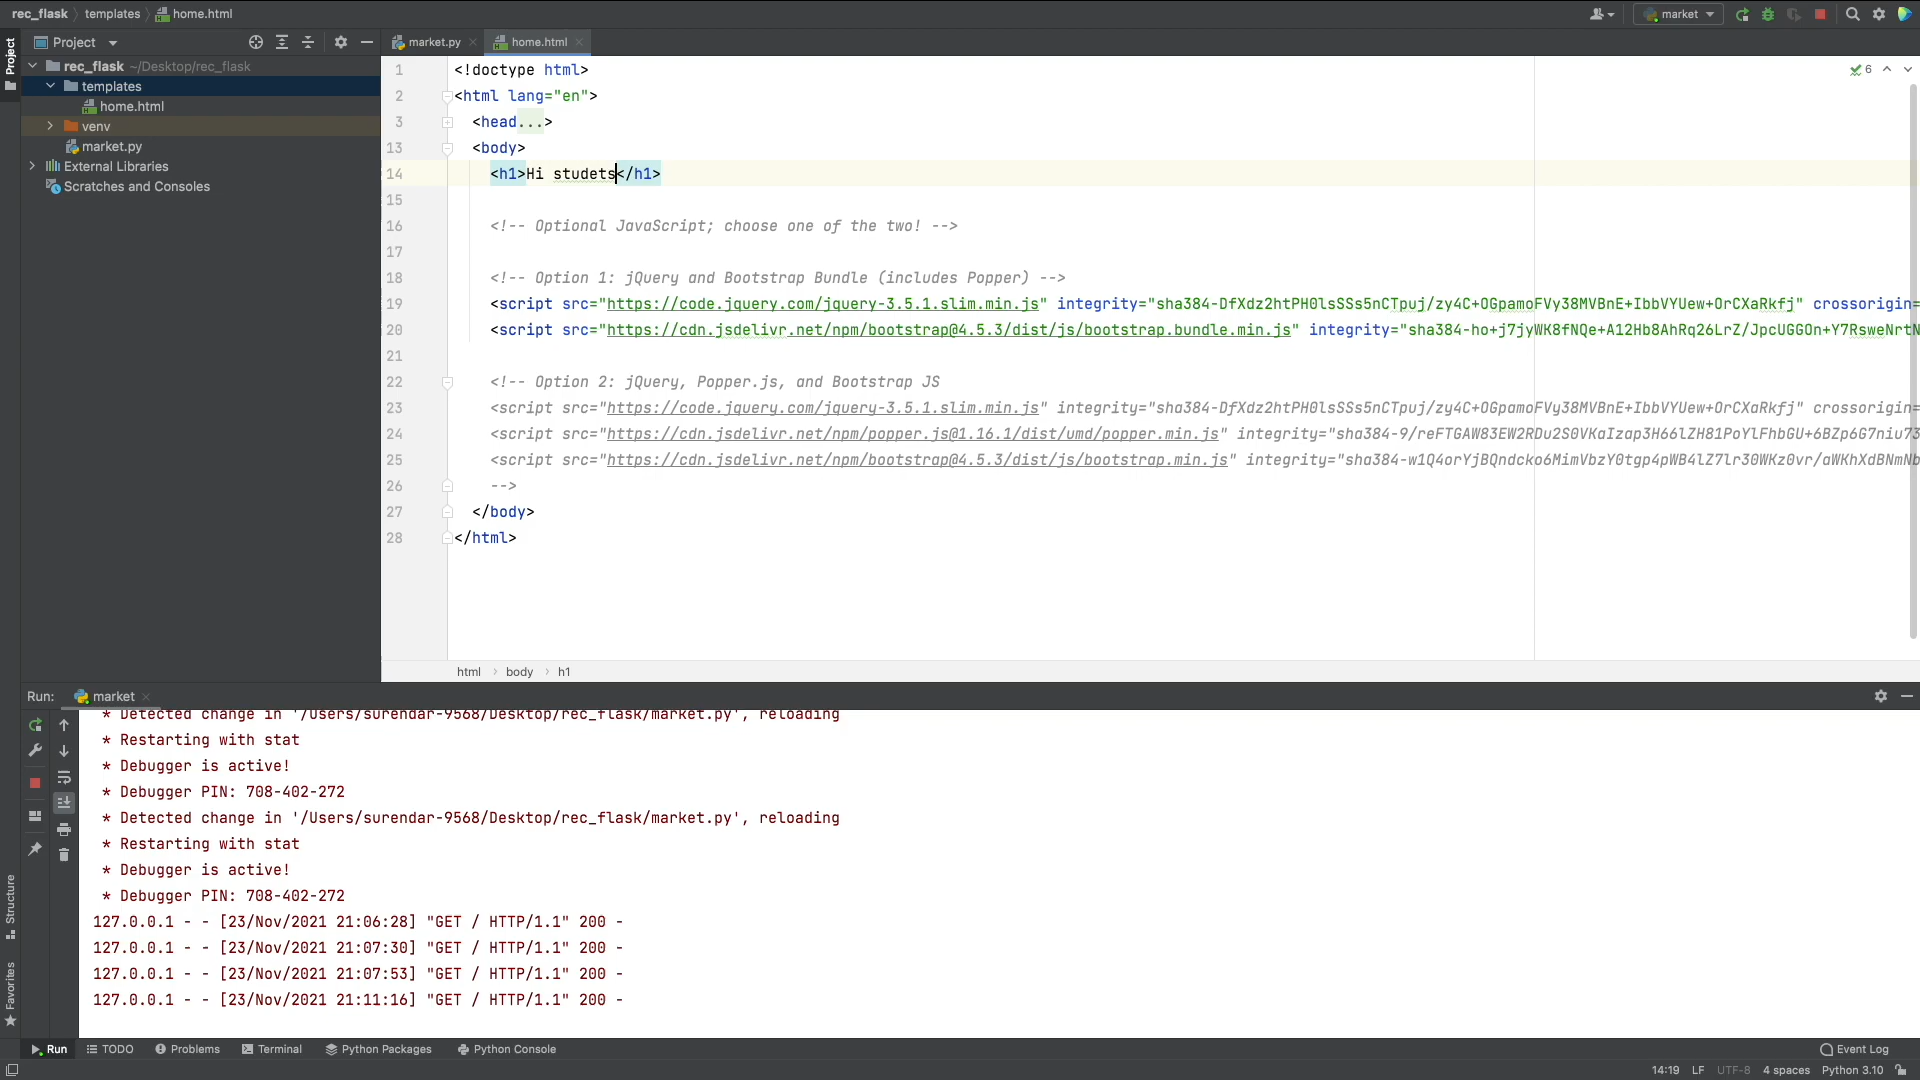 rec_flask templates home.html
market
Project
Project
market.py
home.html
rec_flask ~/Desktop/rec_flask
templates
home.html
venv
market.py
External Libraries
Scratches and Consoles
6
1 <!doctype html>
2 <html lang="en">
3 <head...>
13 <body>
14 <h1>Hi studets</h1>
15
16 <!-- Optional JavaScript; choose one of the two! -->
17
18 <!-- Option 1: jQuery and Bootstrap Bundle (includes Popper) -->
19 <script src="https://code.jquery.com/jquery-3.5.1.slim.min.js" integrity="sha384-DfXdz2htPH0lsSSs5nCTpuj/zy4C+OGpamoFVy38MVBnE+IbbVYUew+OrCXaRkfj" crossorigin=
20 <script src="https://cdn.jsdelivr.net/npm/bootstrap@4.5.3/dist/js/bootstrap.bundle.min.js" integrity="sha384-ho+j7jyWK8fNQe+A12Hb8AhRq26LrZ/JpcUGGOn+Y7RsweNrtN
21
22 <!-- Option 2: jQuery, Popper.js, and Bootstrap JS
23 <script src="https://code.jquery.com/jquery-3.5.1.slim.min.js" integrity="sha384-DfXdz2htPH0lsSSs5nCTpuj/zy4C+OGpamoFVy38MVBnE+IbbVYUew+OrCXaRkfj" crossorigin=
24 <script src="https://cdn.jsdelivr.net/npm/popper.js@1.16.1/dist/umd/popper.min.js" integrity="sha384-9/reFTGAW83EW2RDu2S0VKaIzap3H66lZH81PoYlFhbGU+6BZp6G7niu73
25 <script src="https://cdn.jsdelivr.net/npm/bootstrap@4.5.3/dist/js/bootstrap.min.js" integrity="sha384-w1Q4orYjBQndcko6MimVbzY0tgp4pWB4lZ7lr30WKz0vr/aWKhXdBNmNb
26 -->
27 </body>
28 </html>
html body h1
Run: market
* Detected change in '/Users/surendar-9568/Desktop/rec_flask/market.py', reloading
* Restarting with stat
* Debugger is active!
* Debugger PIN: 708-402-272
* Detected change in '/Users/surendar-9568/Desktop/rec_flask/market.py', reloading
* Restarting with stat
* Debugger is active!
* Debugger PIN: 708-402-272
127.0.0.1 - - [23/Nov/2021 21:06:28] "GET / HTTP/1.1" 200 -
127.0.0.1 - - [23/Nov/2021 21:07:30] "GET / HTTP/1.1" 200 -
127.0.0.1 - - [23/Nov/2021 21:07:53] "GET / HTTP/1.1" 200 -
127.0.0.1 - - [23/Nov/2021 21:11:16] "GET / HTTP/1.1" 200 -
Structure
Favorites
Run TODO Problems Terminal Python Packages Python Console Event Log
14:19 LF UTF-8 4 spaces Python 3.10